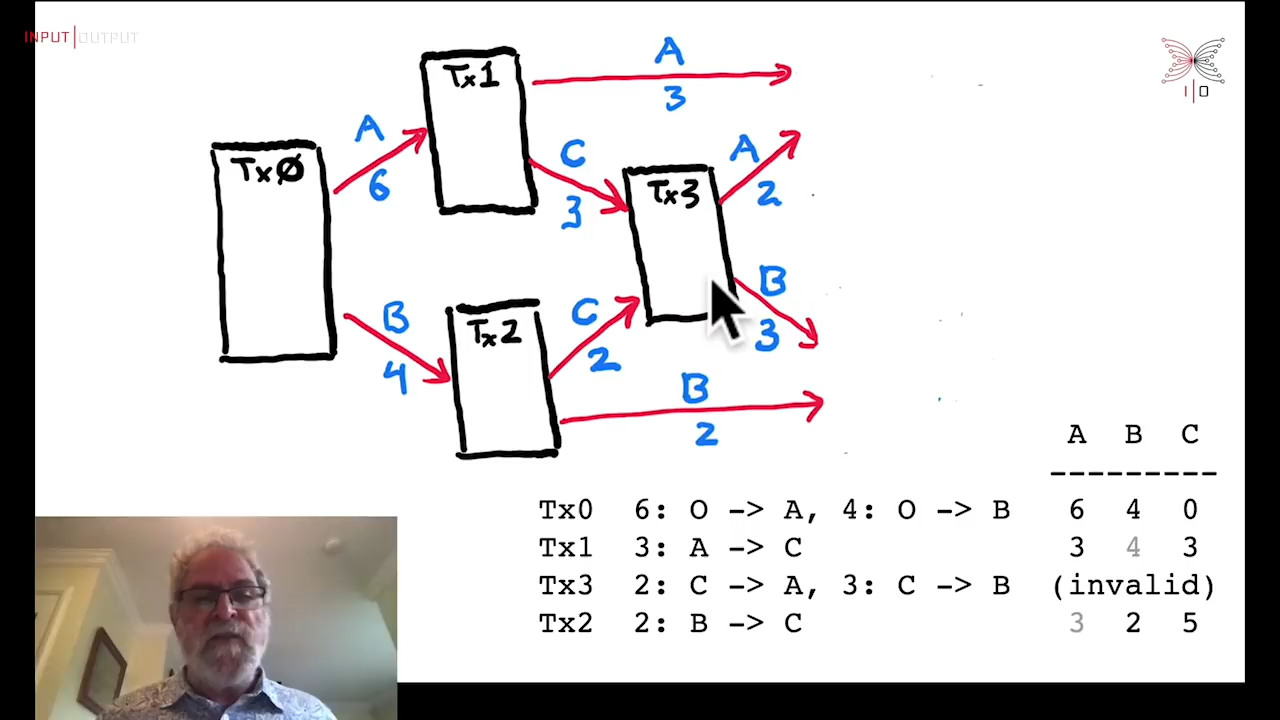 INPUT|OUTPUT
I|O
A
3
Tx1
A
6
C
3
Tx0
A
2
Tx3
B
3
B
4
C
2
Tx2
B
2
A B C
---------
Tx0 6: O -> A, 4: O -> B 6 4 0
Tx1 3: A -> C 3 4 3
Tx3 2: C -> A, 3: C -> B (invalid)
Tx2 2: B -> C 3 2 5